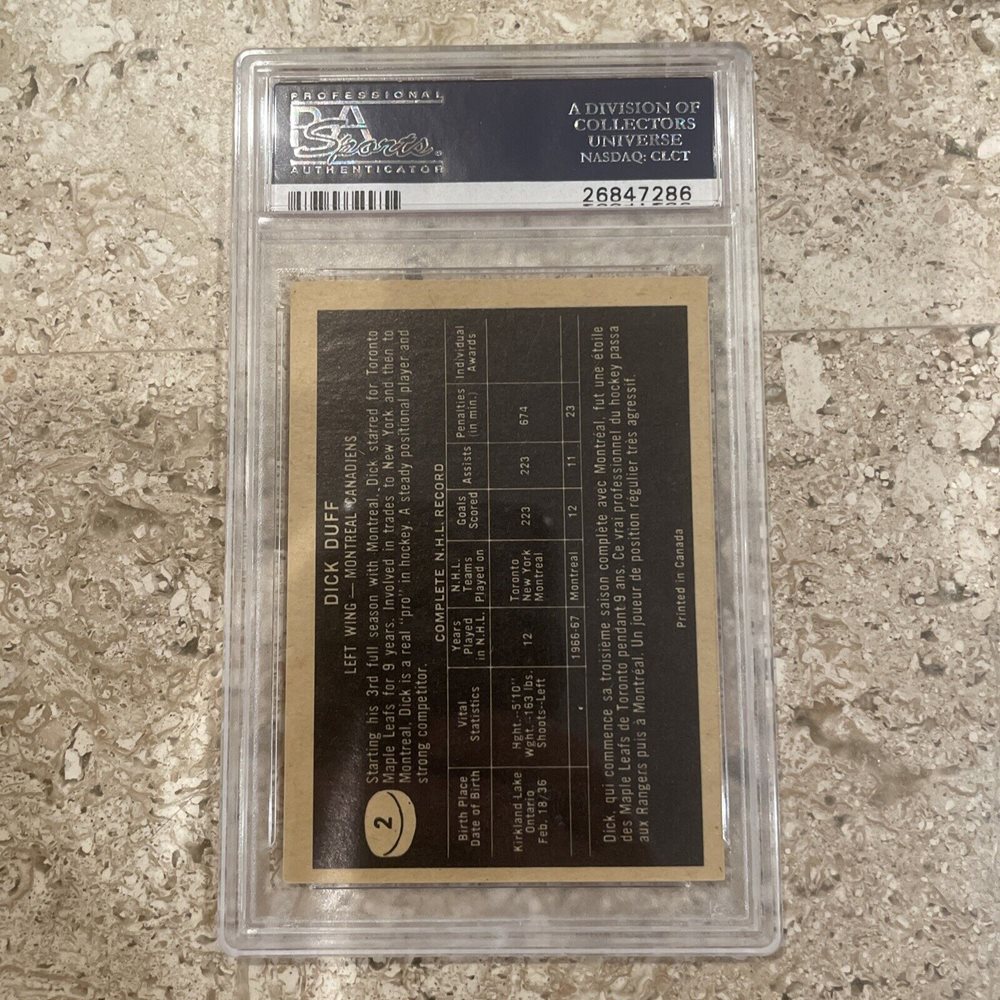 PROFESSIONAL
PSA
Sports
AUTHENTICATOR
A DIVISION OF
COLLECTORS
UNIVERSE
NASDAQ: CLCT
26847286
2
DICK DUFF
LEFT WING — MONTREAL CANADIENS
Starting his 3rd full season with Montreal, Dick starred for Toronto
Maple Leafs for 9 years. Involved in trades to New York and then to
Montreal, Dick is a real "pro" in hockey. A steady positional player and
strong competitor.
COMPLETE N.H.L. RECORD
Birth Place Date of Birth | Vital Statistics | Years Played in N.H.L. | N.H.L. Teams Played on | Goals Scored | Assists | Penalties (in min.) | Individual Awards
Kirkland Lake Ontario Feb. 18/36 | Hght.-5'10" Wght.-163 lbs. Shoots-Left | 12 | Toronto New York Montreal | 223 | 223 | 674
1966-67 | Montreal | 12 | 11 | 23
Dick, qui commence sa troisième saison complète avec Montréal, fut une étoile
des Maple Leafs de Toronto pendant 9 ans. Ce vrai professionnel du hockey passa
aux Rangers puis à Montréal. Un joueur de position régulier très agressif.
Printed in Canada